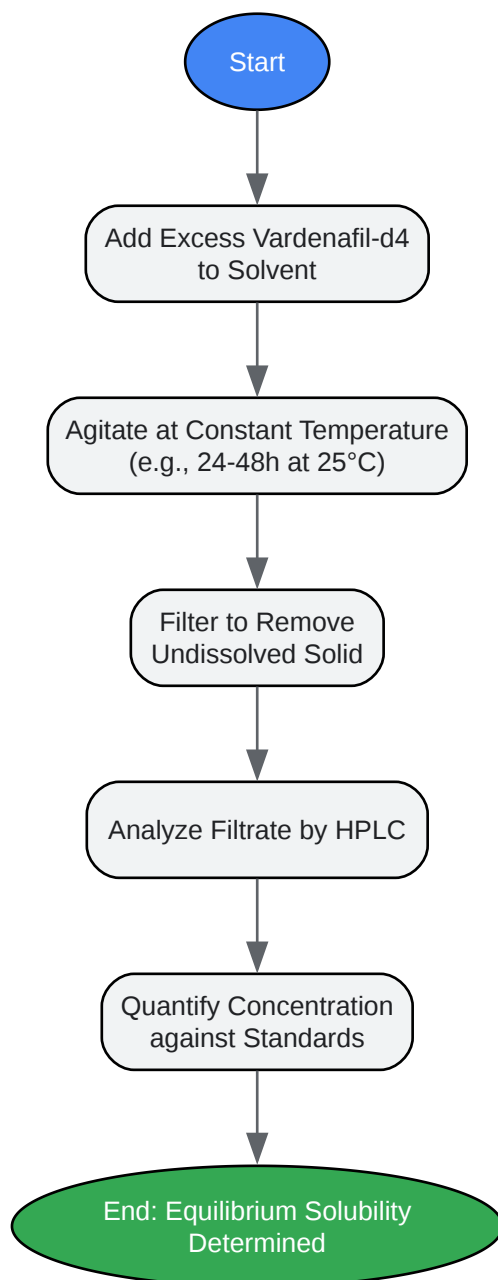 Start
Add Excess Vardenafil-d4
to Solvent
Agitate at Constant Temperature
(e.g., 24-48h at 25°C)
Filter to Remove
Undissolved Solid
Analyze Filtrate by HPLC
Quantify Concentration
against Standards
End: Equilibrium Solubility
Determined